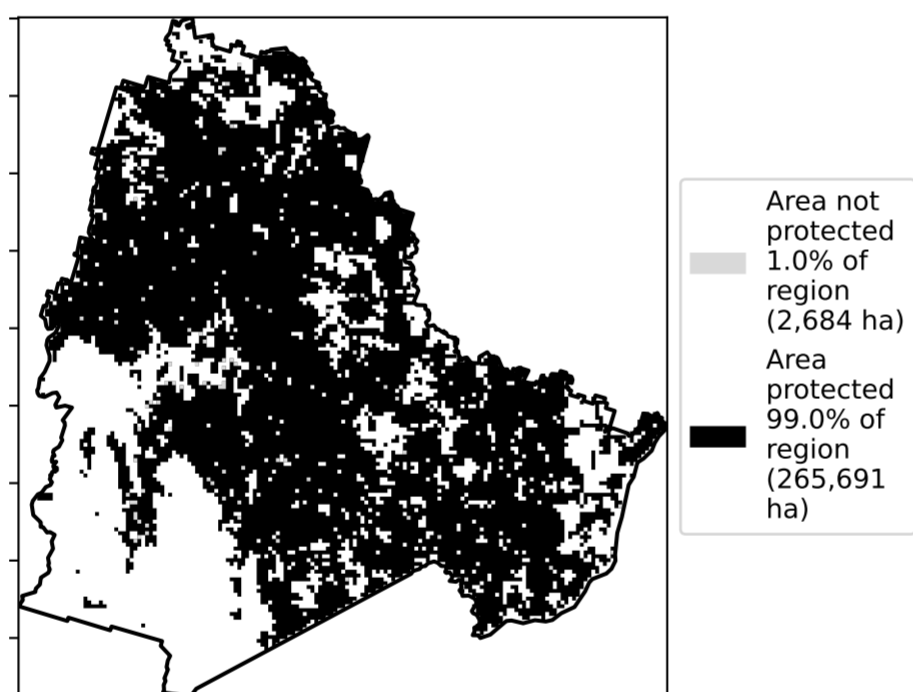 Area not
protected
1.0% of
region
(2,684 ha)
Area
protected
99.0% of
region
(265,691
ha)